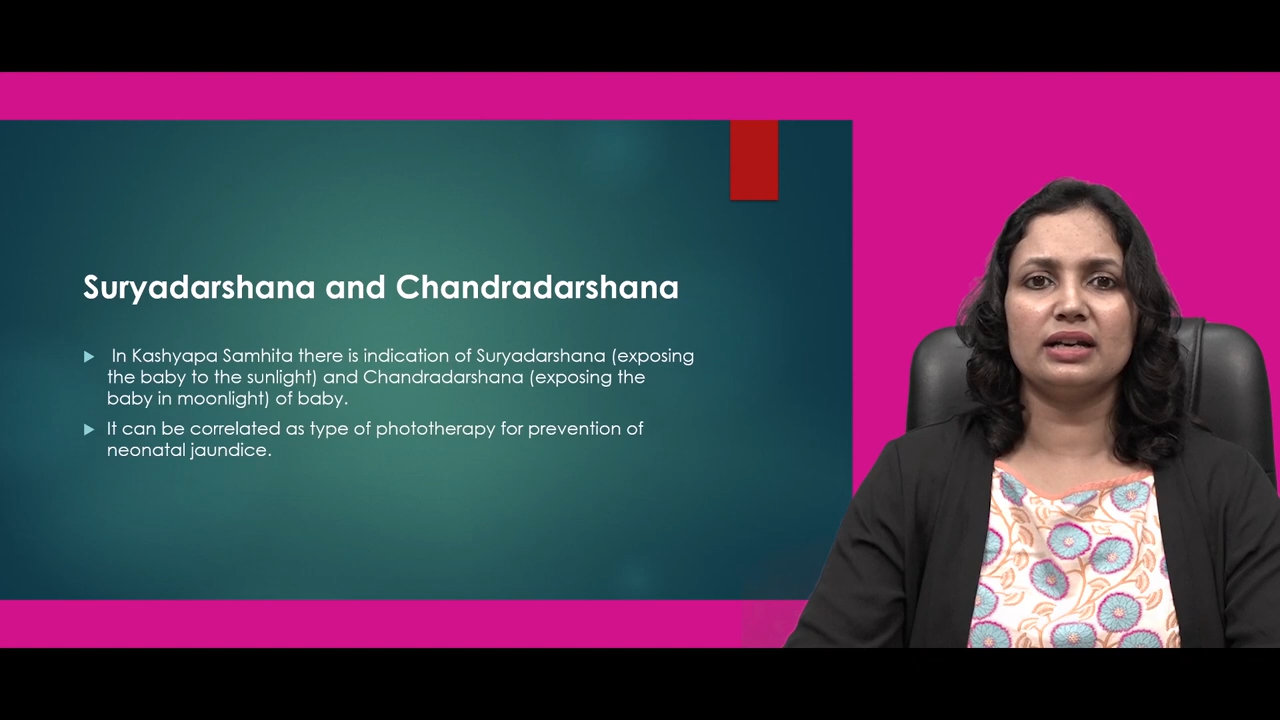 Suryadarshana and Chandradarshana
In Kashyapa Samhita there is indication of Suryadarshana (exposing
the baby to the sunlight) and Chandradarshana (exposing the
baby in moonlight) of baby.
It can be correlated as type of phototherapy for prevention of
neonatal jaundice.